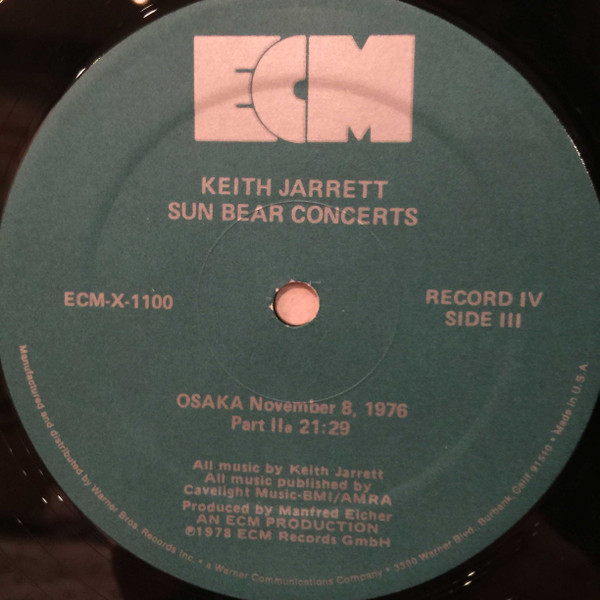 ECM
KEITH JARRETT
SUN BEAR CONCERTS
ECM-X-1100
RECORD IV
SIDE III
OSAKA November 8, 1976
Part IIa 21:29
All music by Keith Jarrett
All music published by
Cavelight Music-BMI/AMRA
Produced by Manfred Eicher
AN ECM PRODUCTION
℗1978 ECM Records GmbH
Manufactured and distributed by Warner Bros. Records Inc. • a Warner Communications Company • 3300 Warner Blvd., Burbank, Calif. 91510 • Made in U.S.A.